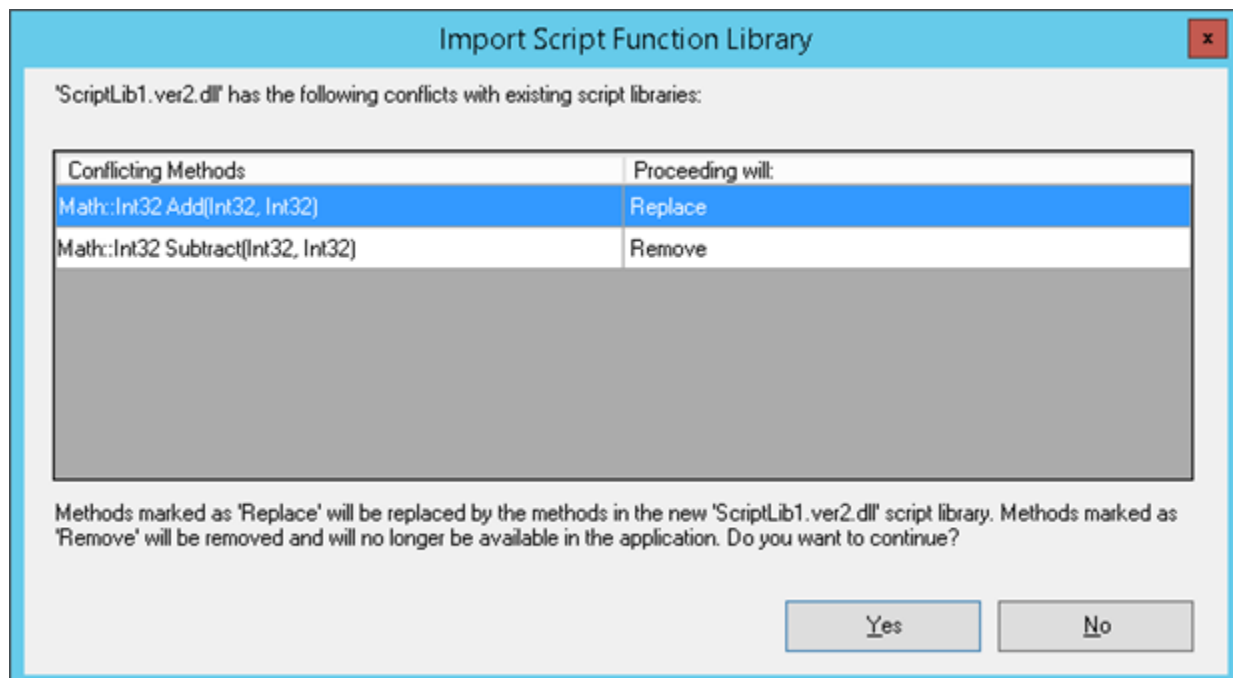 Import Script Function Library
x
'ScriptLib1.ver2.dll' has the following conflicts with existing script libraries:
Conflicting Methods Proceeding will:
Math::Int32 Add(Int32, Int32) Replace
Math::Int32 Subtract(Int32, Int32) Remove
Methods marked as 'Replace' will be replaced by the methods in the new 'ScriptLib1.ver2.dll' script library. Methods marked as
'Remove' will be removed and will no longer be available in the application. Do you want to continue?
Yes No